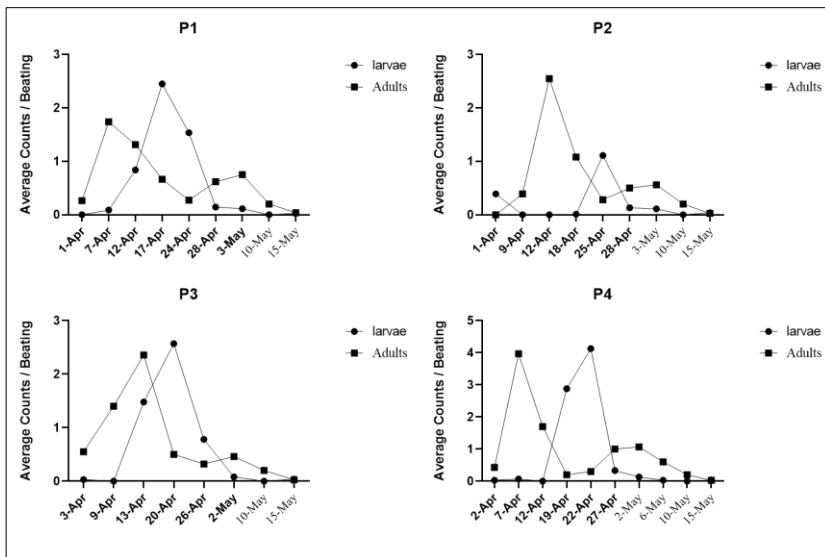 P1
Average Counts / Beating
3
2
1
0
1-Apr
7-Apr
12-Apr
17-Apr
24-Apr
28-Apr
3-May
10-May
15-May
larvae
Adults
P2
Average Counts / Beating
3
2
1
0
1-Apr
9-Apr
12-Apr
18-Apr
25-Apr
28-Apr
3-May
10-May
15-May
larvae
Adults
P3
Average Counts / Beating
3
2
1
0
3-Apr
9-Apr
13-Apr
20-Apr
26-Apr
2-May
10-May
15-May
larvae
Adults
P4
Average Counts / Beating
5
4
3
2
1
0
2-Apr
7-Apr
12-Apr
19-Apr
22-Apr
27-Apr
2-May
6-May
10-May
15-May
larvae
Adults